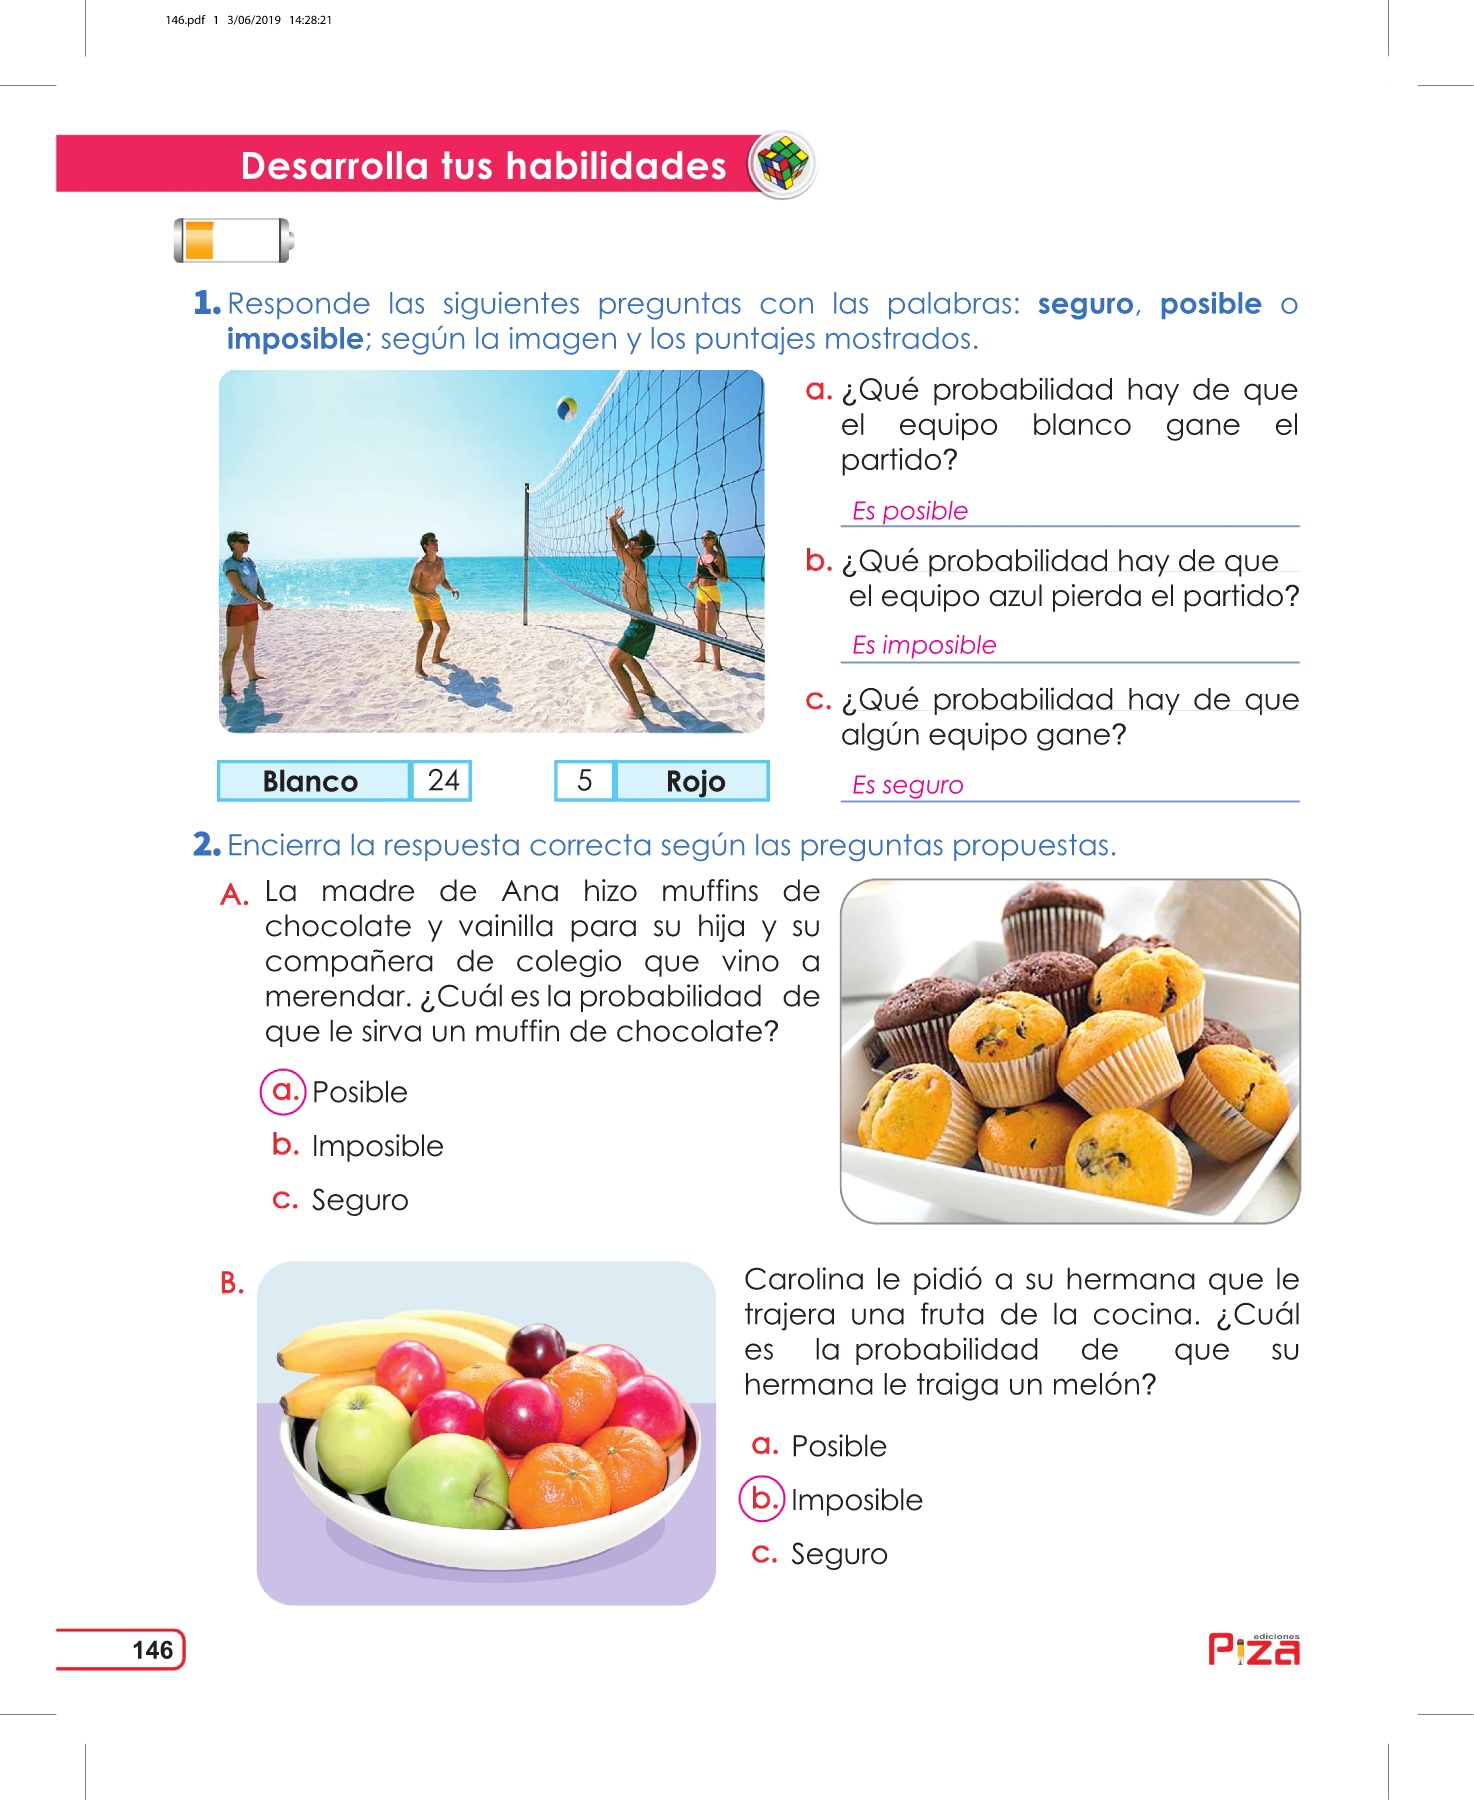 146.pdf 1 3/06/2019 14:28:21
Desarrolla tus habilidades
1. Responde las siguientes preguntas con las palabras: seguro, posible o
imposible; según la imagen y los puntajes mostrados.
a. ¿Qué probabilidad hay de que
el equipo blanco gane el
partido?
Es posible
b. ¿Qué probabilidad hay de que
el equipo azul pierda el partido?
Es imposible
c. ¿Qué probabilidad hay de que
algún equipo gane?
Es seguro
Blanco 24
5 Rojo
2. Encierra la respuesta correcta según las preguntas propuestas.
A. La madre de Ana hizo muffins de
chocolate y vainilla para su hija y su
compañera de colegio que vino a
merendar. ¿Cuál es la probabilidad de
que le sirva un muffin de chocolate?
a. Posible
b. Imposible
c. Seguro
B.
Carolina le pidió a su hermana que le
trajera una fruta de la cocina. ¿Cuál
es la probabilidad de que su
hermana le traiga un melón?
a. Posible
b. Imposible
c. Seguro
146
ediciones
Piza